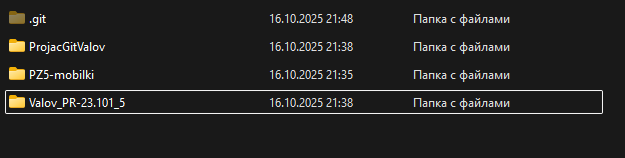 .git 16.10.2025 21:48 Папка с файлами
ProjacGitValov 16.10.2025 21:38 Папка с файлами
PZ5-mobilki 16.10.2025 21:35 Папка с файлами
Valov_PR-23.101_5 16.10.2025 21:38 Папка с файлами